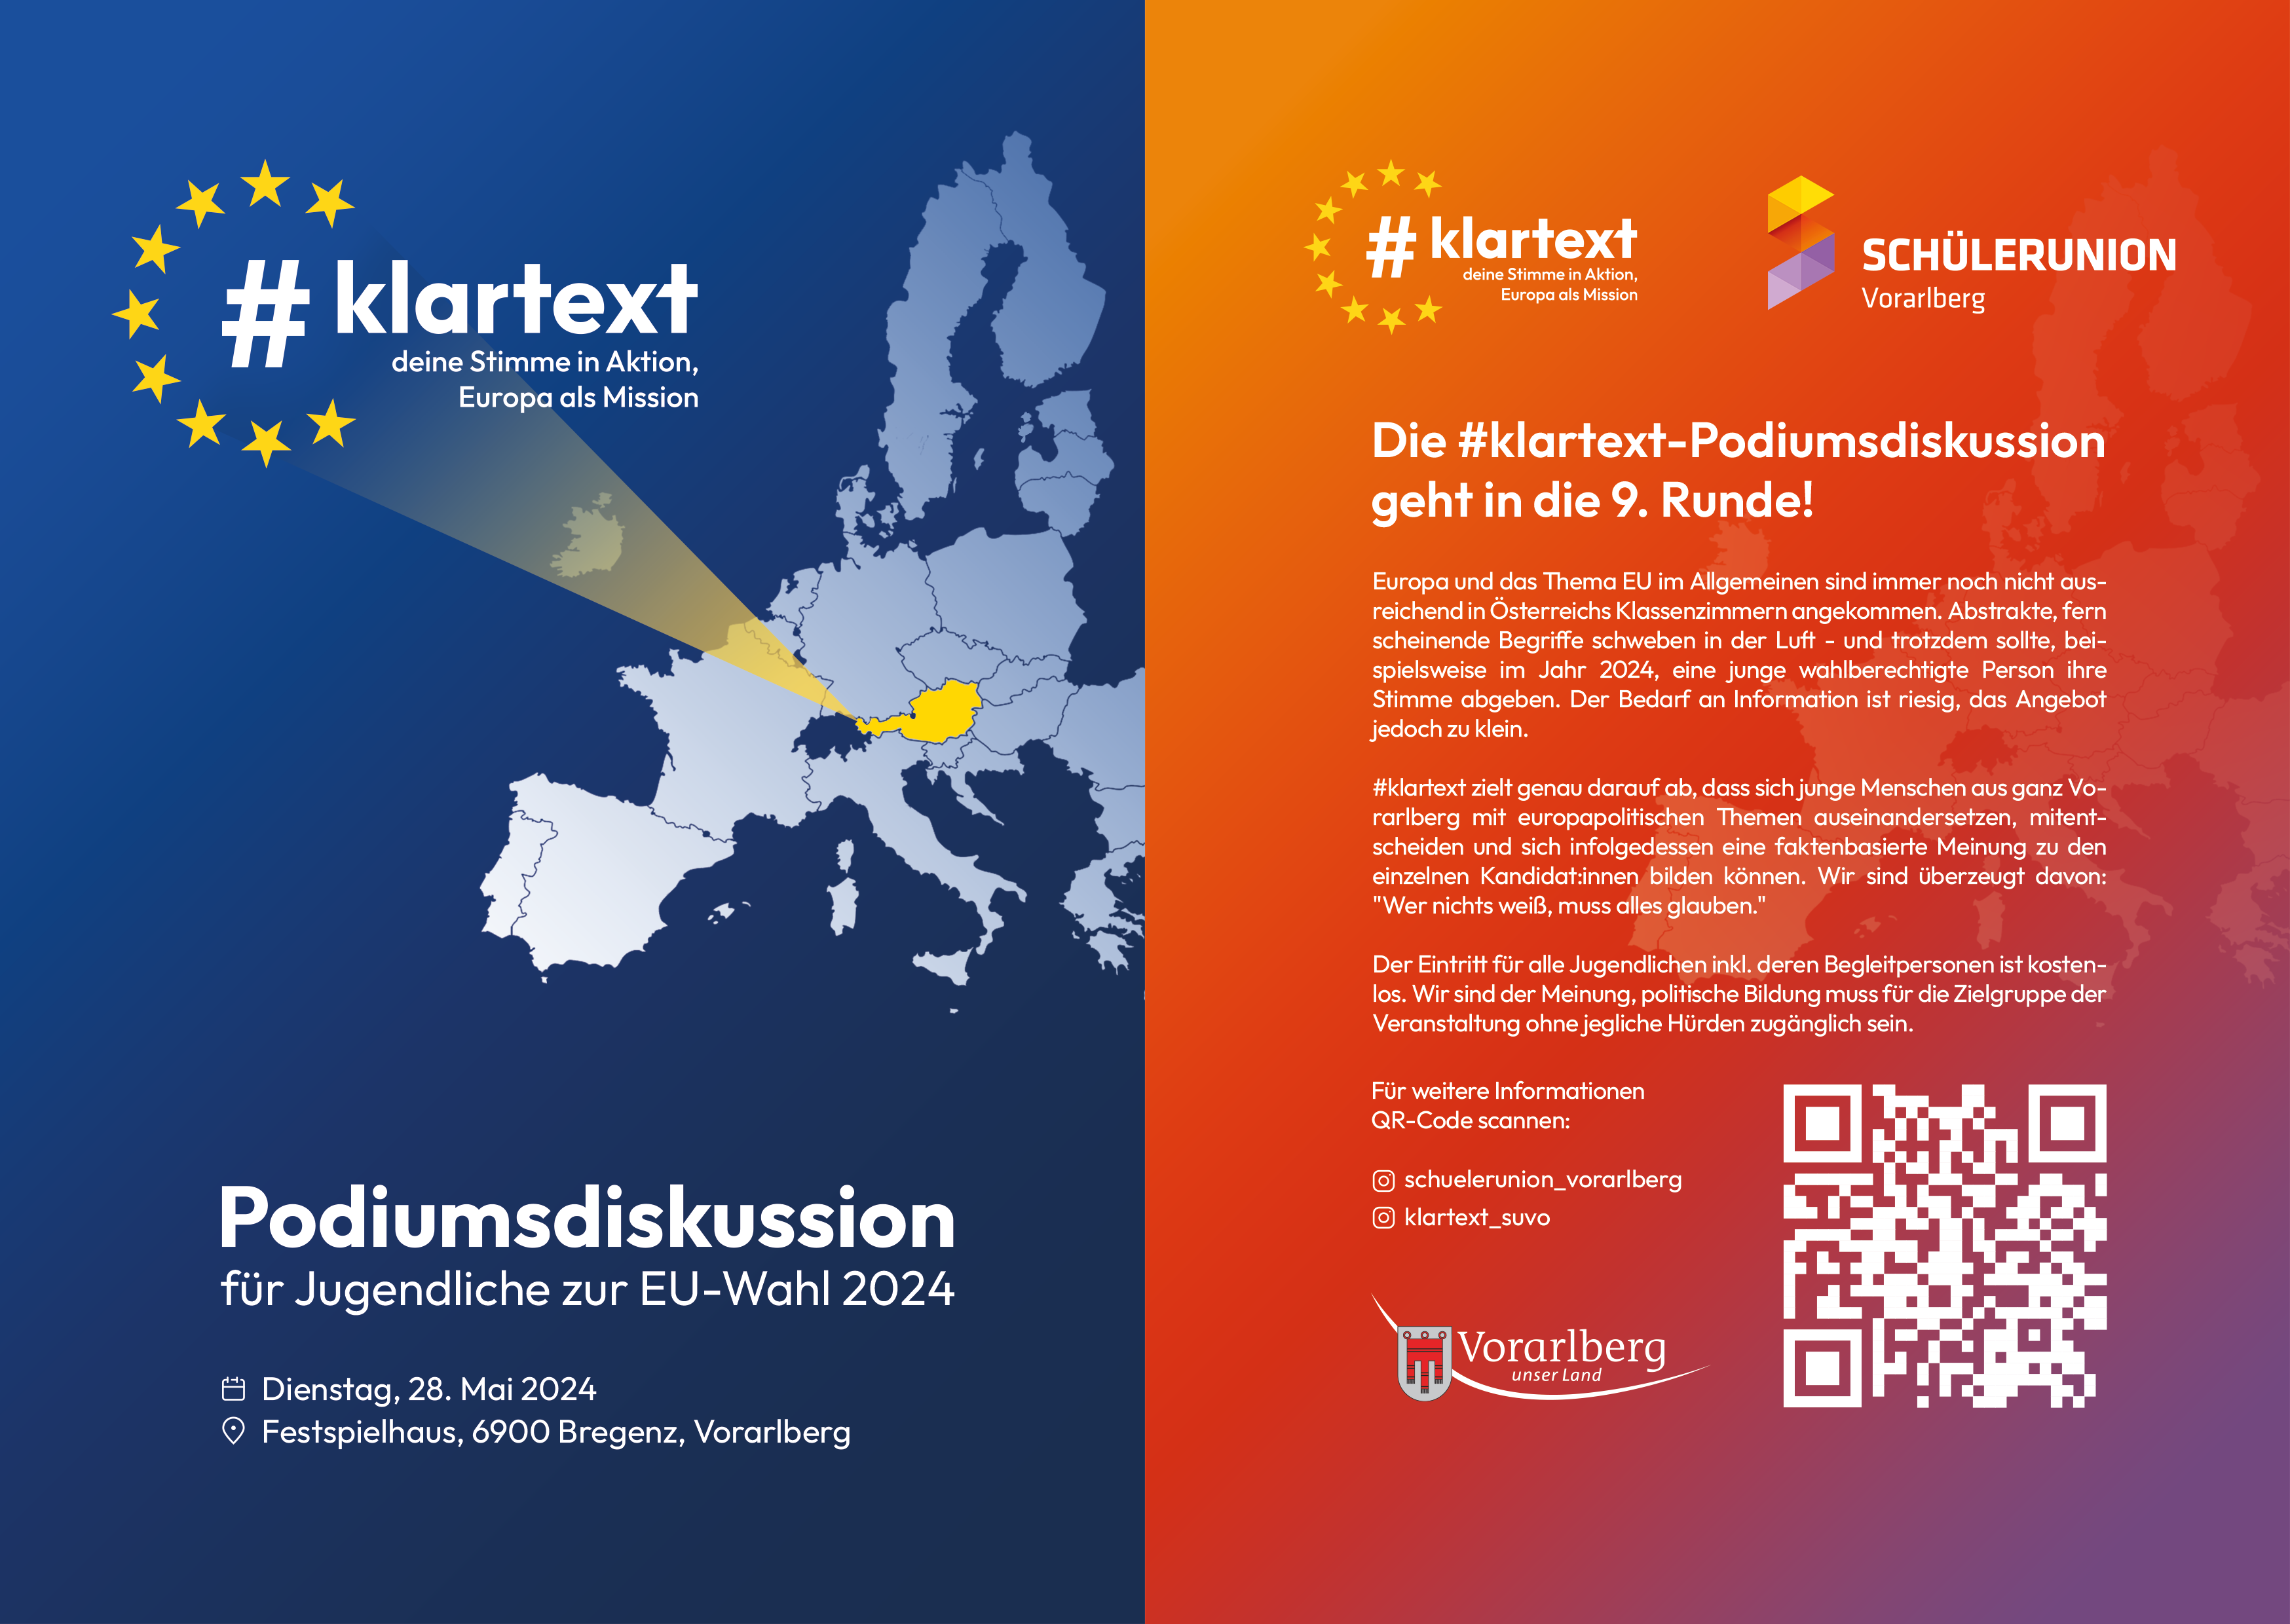 # klartext
deine Stimme in Aktion,
Europa als Mission
Podiumsdiskussion
für Jugendliche zur EU-Wahl 2024
Dienstag, 28. Mai 2024
Festspielhaus, 6900 Bregenz, Vorarlberg
# klartext
deine Stimme in Aktion,
Europa als Mission
SCHÜLERUNION
Vorarlberg
Die #klartext-Podiumsdiskussion
geht in die 9. Runde!
Europa und das Thema EU im Allgemeinen sind immer noch nicht aus-
reichend in Österreichs Klassenzimmern angekommen. Abstrakte, fern
scheinende Begriffe schweben in der Luft - und trotzdem sollte, bei-
spielsweise im Jahr 2024, eine junge wahlberechtigte Person ihre
Stimme abgeben. Der Bedarf an Information ist riesig, das Angebot
jedoch zu klein.
#klartext zielt genau darauf ab, dass sich junge Menschen aus ganz Vo-
rarlberg mit europapolitischen Themen auseinandersetzen, mitent-
scheiden und sich infolgedessen eine faktenbasierte Meinung zu den
einzelnen Kandidat:innen bilden können. Wir sind überzeugt davon:
"Wer nichts weiß, muss alles glauben."
Der Eintritt für alle Jugendlichen inkl. deren Begleitpersonen ist kosten-
los. Wir sind der Meinung, politische Bildung muss für die Zielgruppe der
Veranstaltung ohne jegliche Hürden zugänglich sein.
Für weitere Informationen
QR-Code scannen:
schuelerunion_vorarlberg
klartext_suvo
Vorarlberg
unser Land